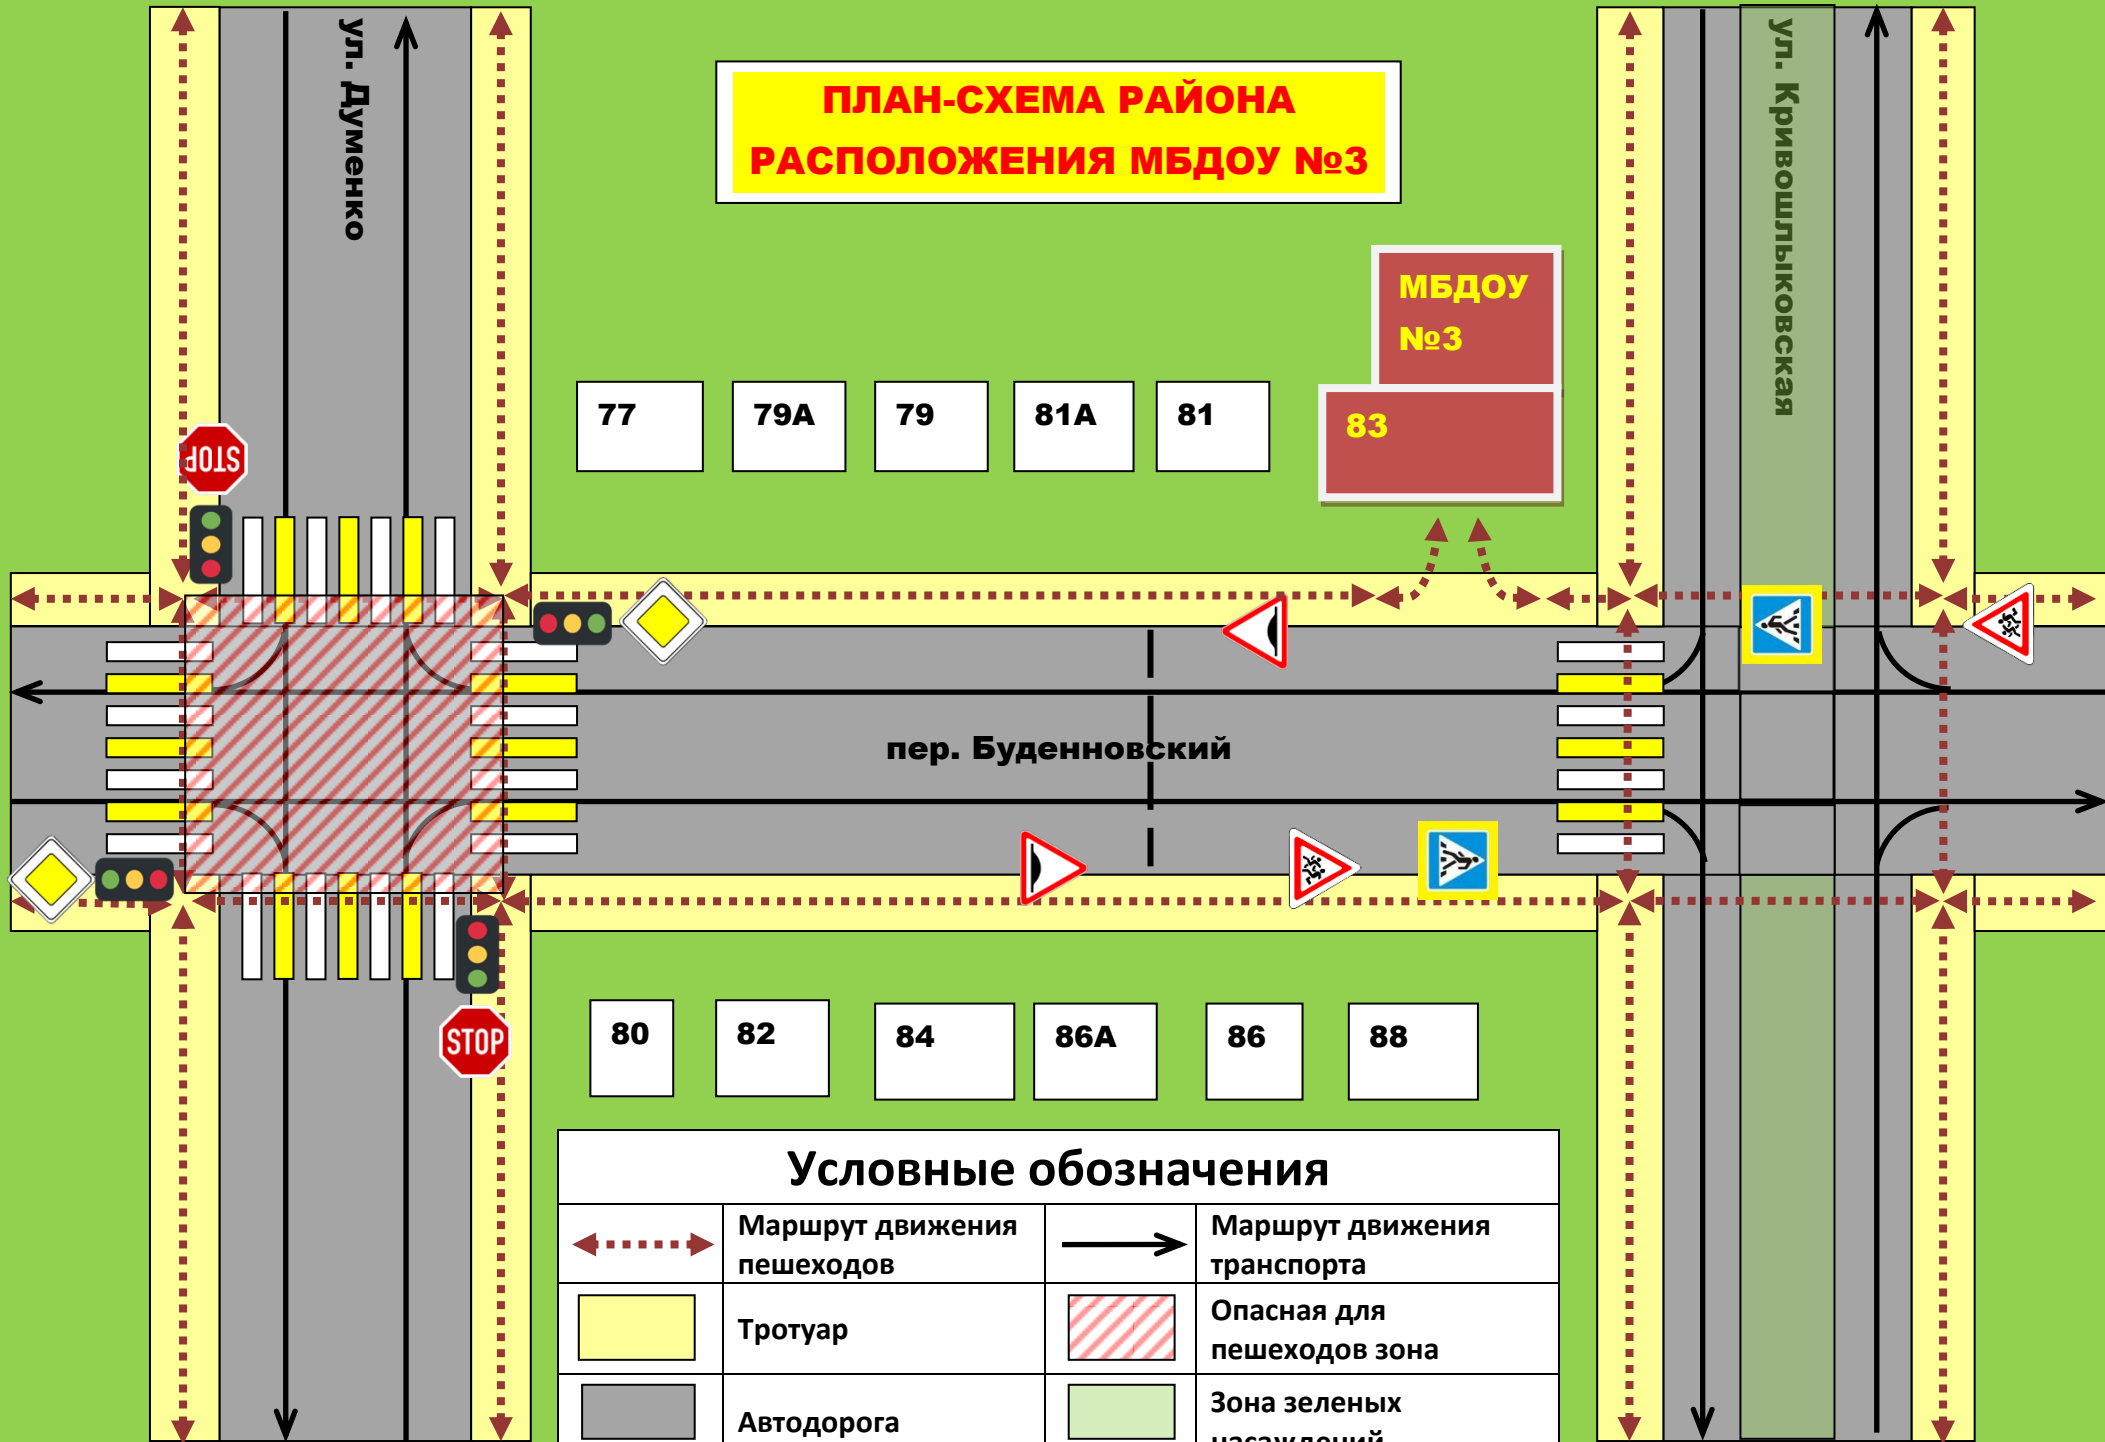 ул. Думенко
ПЛАН-СХЕМА РАЙОНА
РАСПОЛОЖЕНИЯ МБДОУ №3
ул. Кривошлыковская
МБДОУ
№3
77
79А
79
81А
81
83
STOP
пер. Буденновский
STOP
80
82
84
86А
86
88
Условные обозначения
Маршрут движения
пешеходов
Маршрут движения
транспорта
Тротуар
Опасная для
пешеходов зона
Автодорога
Зона зеленых
насаждений